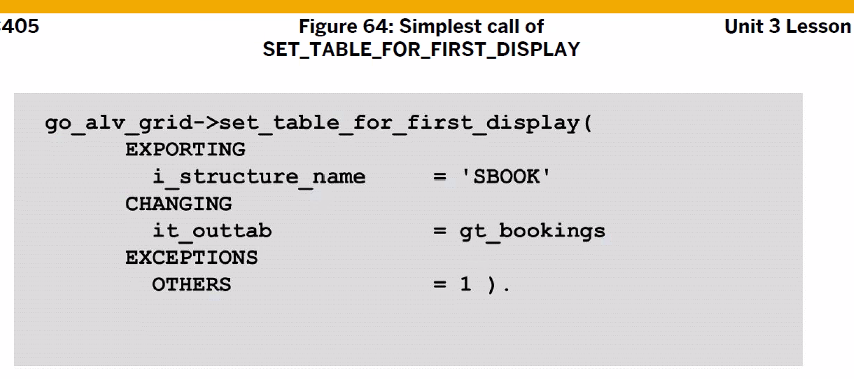 405
Figure 64: Simplest call of
SET_TABLE_FOR_FIRST_DISPLAY
Unit 3 Lesson
go_alv_grid->set_table_for_first_display(
EXPORTING
i_structure_name = 'SBOOK'
CHANGING
it_outtab = gt_bookings
EXCEPTIONS
OTHERS = 1 ).